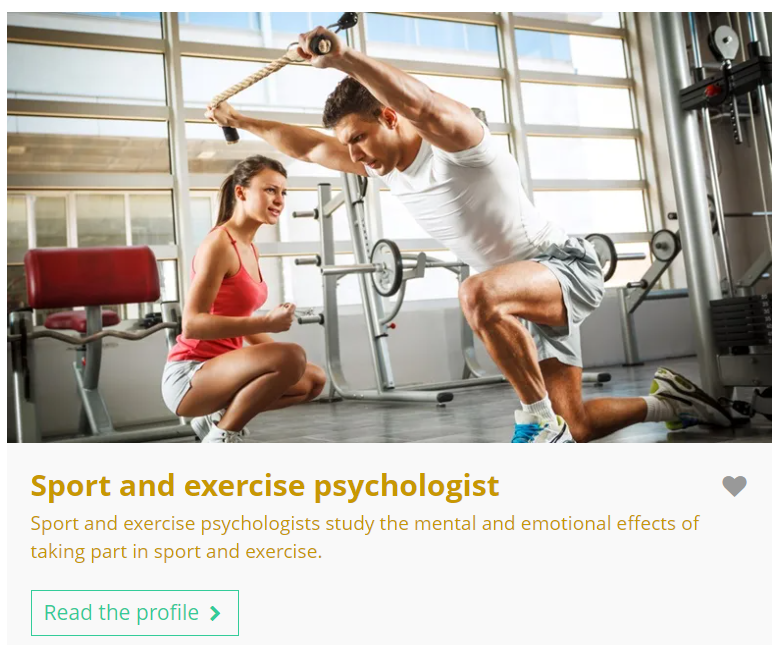 Sport and exercise psychologist
Sport and exercise psychologists study the mental and emotional effects of
taking part in sport and exercise.
Read the profile